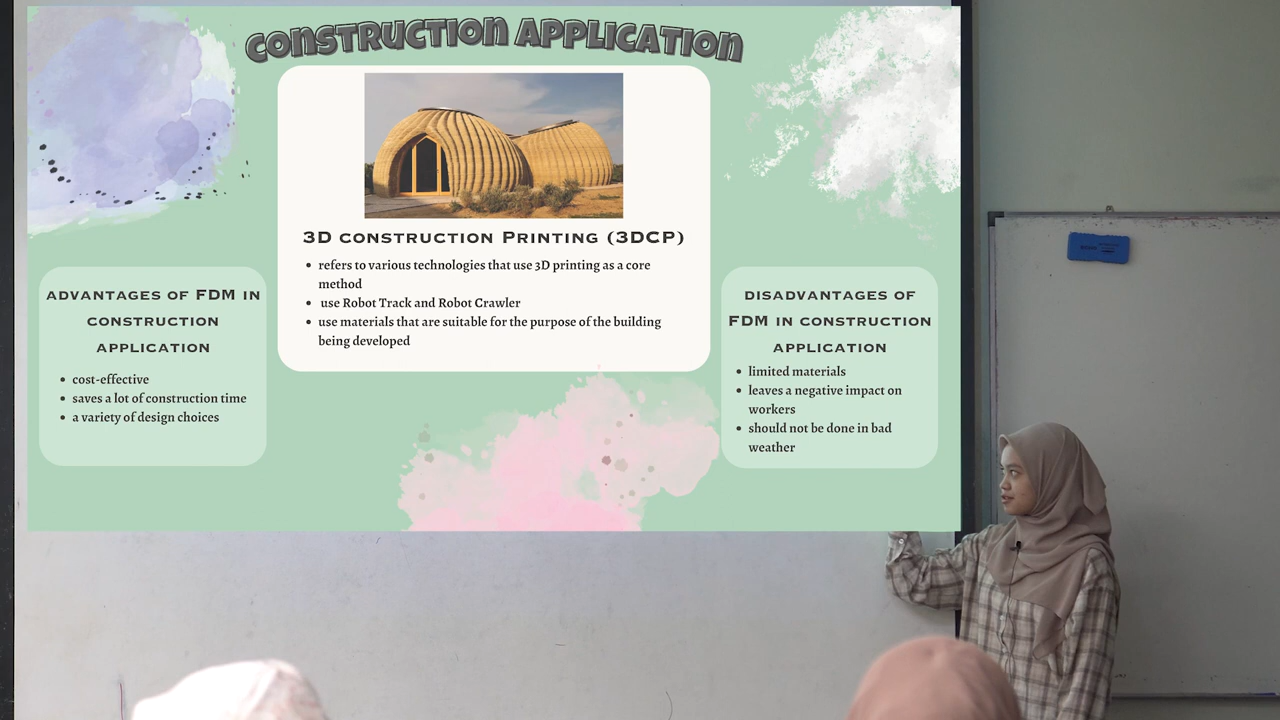 CONSTRUCTION APPLICATION
3D CONSTRUCTION PRINTING (3DCP)
• refers to various technologies that use 3D printing as a core
method
• use Robot Track and Robot Crawler
• use materials that are suitable for the purpose of the building
being developed
ADVANTAGES OF FDM IN
CONSTRUCTION
APPLICATION
• cost-effective
• saves a lot of construction time
• a variety of design choices
DISADVANTAGES OF
FDM IN CONSTRUCTION
APPLICATION
• limited materials
• leaves a negative impact on
workers
• should not be done in bad
weather